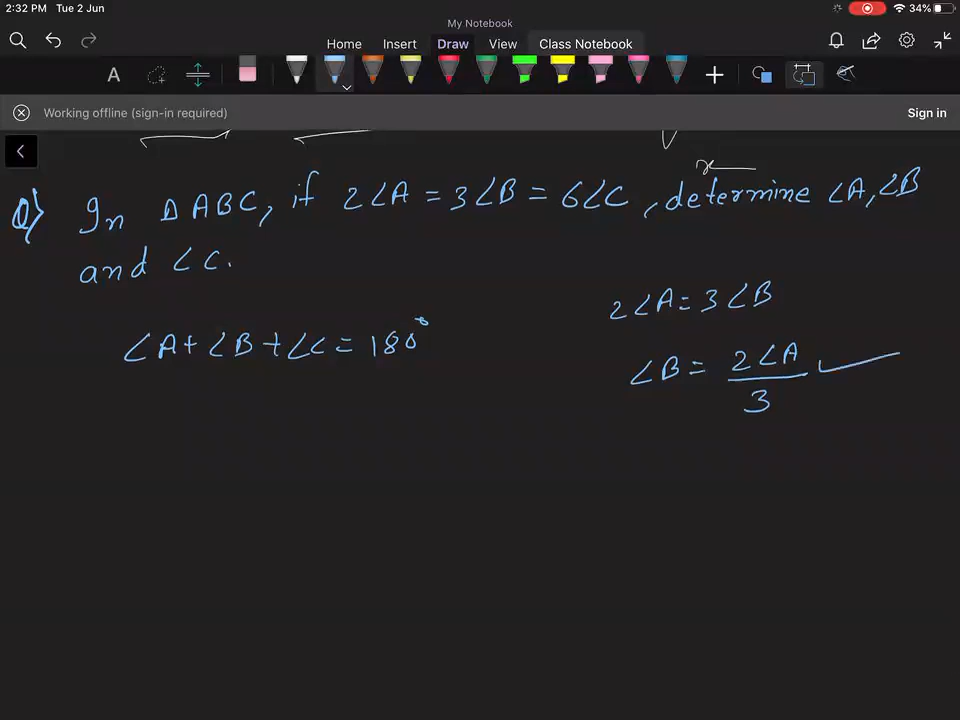 2:32 PM Tue 2 Jun
34%
My Notebook
Home Insert Draw View Class Notebook
A
Working offline (sign-in required) Sign in
x
Q) In ΔABC, if 2∠A = 3∠B = 6∠C, determine ∠A, ∠B
and ∠C.
2∠A = 3∠B
∠A + ∠B + ∠C = 180°
∠B = 2∠A / 3